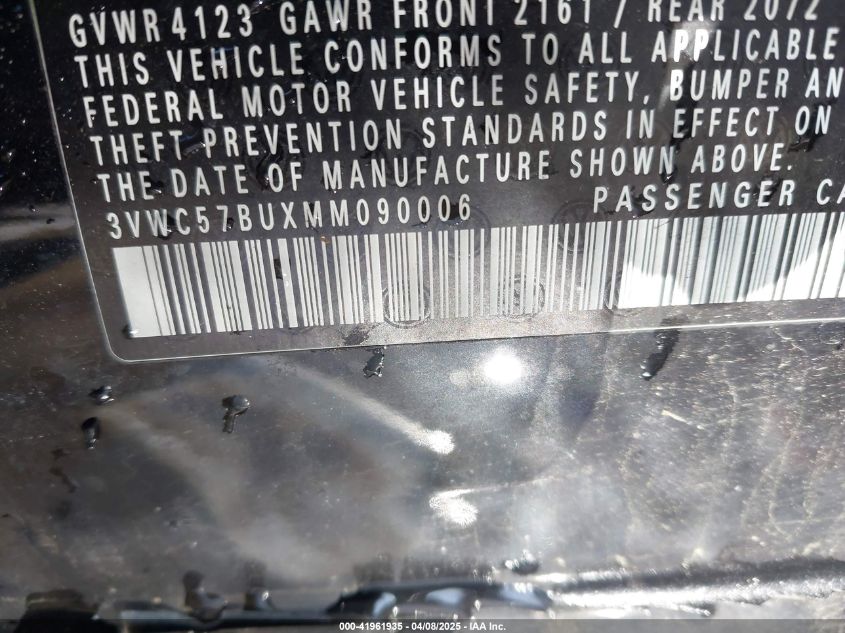 GVWR 4123 GAWR FRONT 2161 / REAR 2072
THIS VEHICLE CONFORMS TO ALL APPLICABLE
FEDERAL MOTOR VEHICLE SAFETY, BUMPER AN
THEFT PREVENTION STANDARDS IN EFFECT ON
THE DATE OF MANUFACTURE SHOWN ABOVE.
3VWC57BUXMM090006 PASSENGER CA
000-41961935 - 04/08/2025 - IAA Inc.